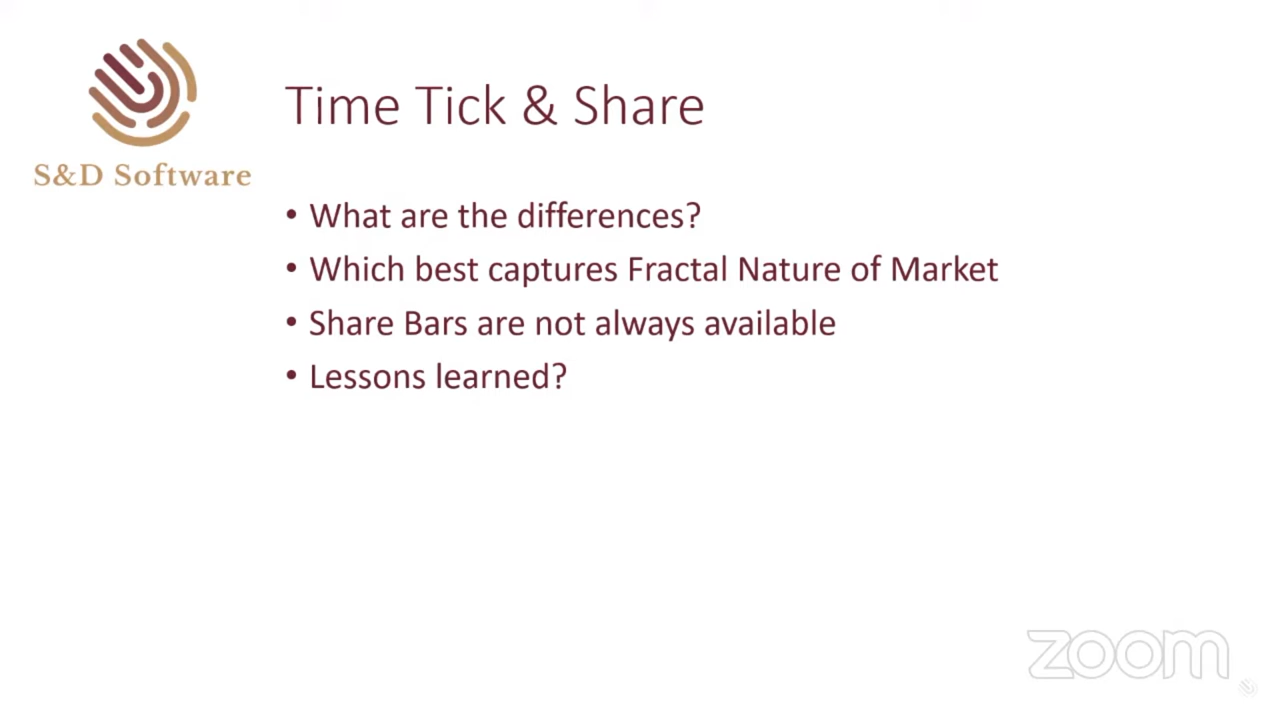 Time Tick & Share
S&D Software
• What are the differences?
• Which best captures Fractal Nature of Market
• Share Bars are not always available
• Lessons learned?
zoom